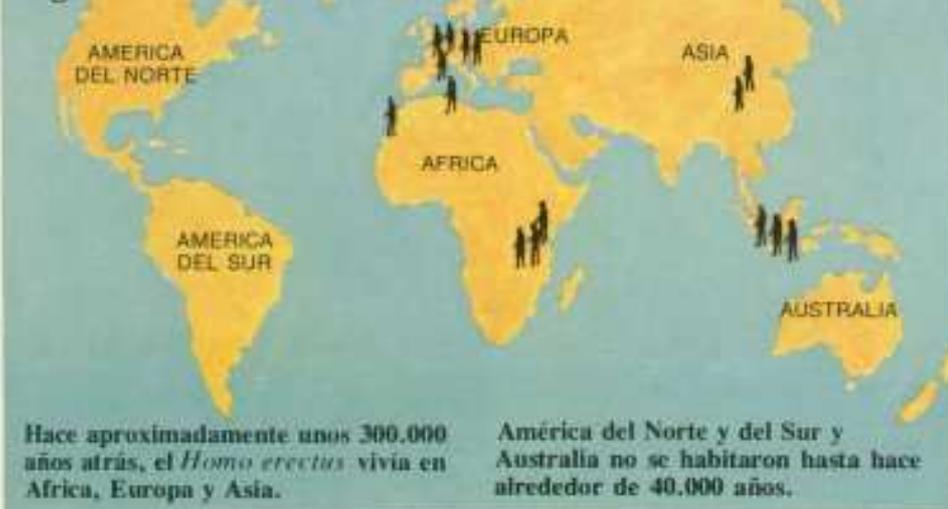 AMERICA
DEL NORTE
EUROPA
ASIA
AFRICA
AMERICA
DEL SUR
AUSTRALIA
Hace aproximadamente unos 300.000
años atrás, el Homo erectus vivía en
Africa, Europa y Asia.
América del Norte y del Sur y
Australia no se habitaron hasta hace
alrededor de 40.000 años.